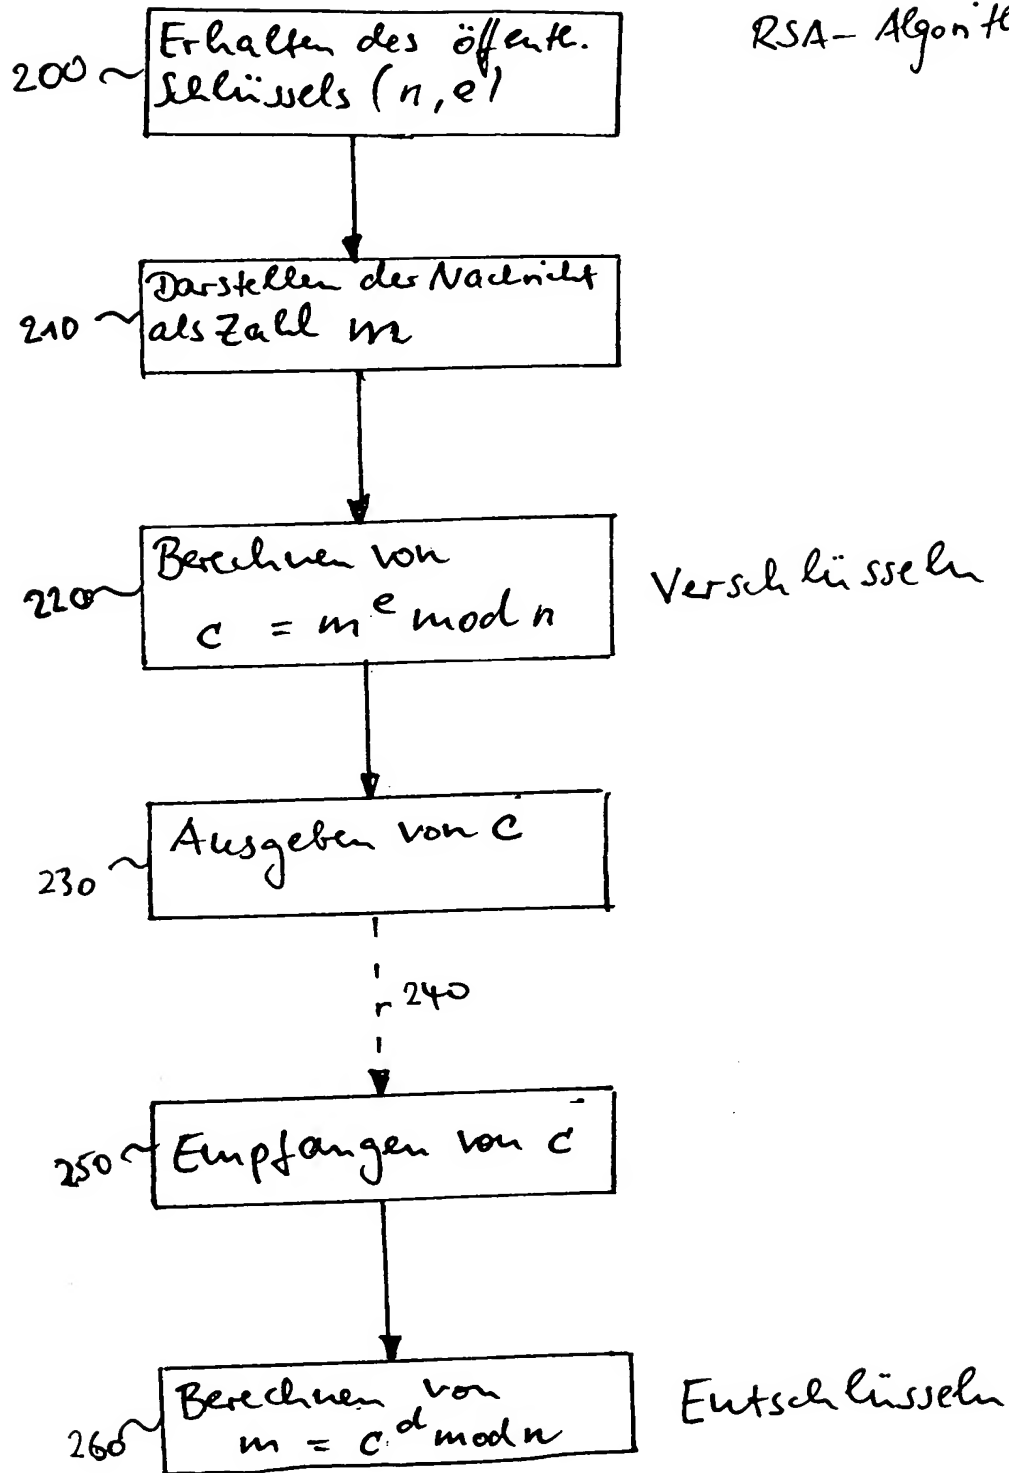 RSA-
200 Erhalten des öffentl.
Schlüssels (n, e)
210 Darstellen der Nachricht
als Zahl m
220 Berechnen von
c = m^e mod n
Verschlüsseln
230 Ausgeben von c
240
250 Empfangen von c
260 Berechnen von
m = c^d mod n
Entschlüsseln